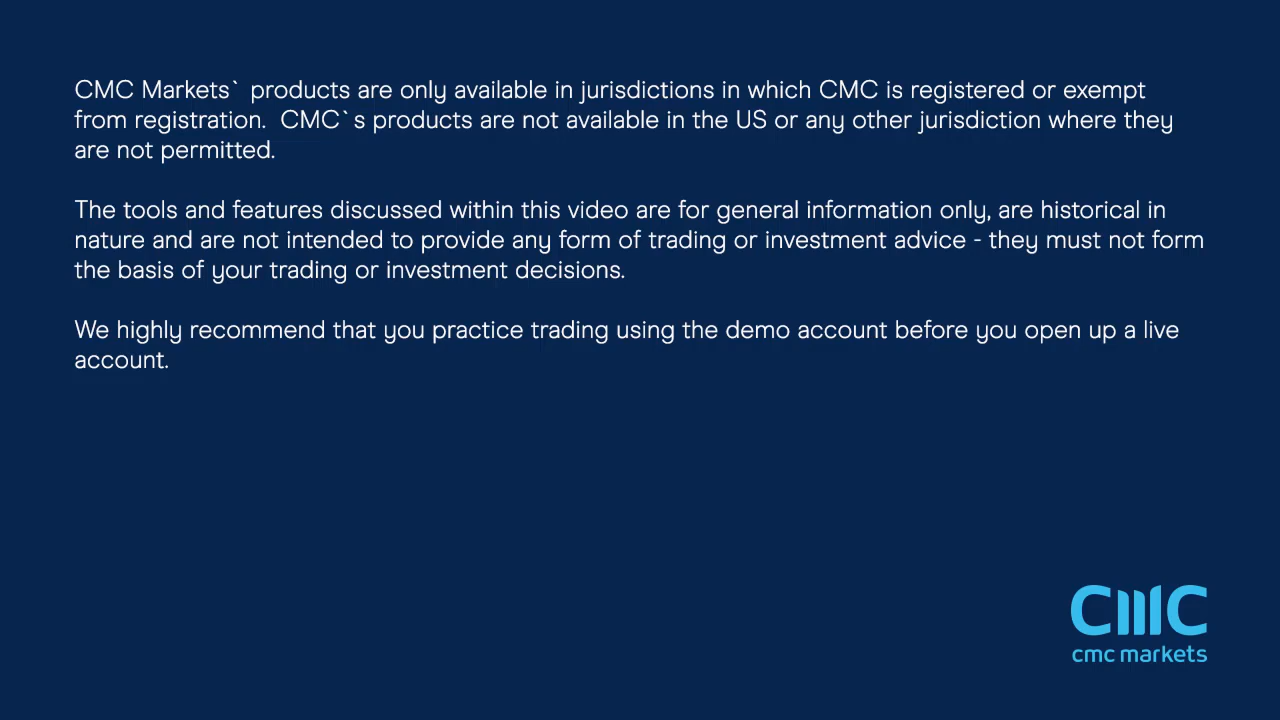 CMC Markets` products are only available in jurisdictions in which CMC is registered or exempt
from registration.  CMC`s products are not available in the US or any other jurisdiction where they
are not permitted.
The tools and features discussed within this video are for general information only, are historical in
nature and are not intended to provide any form of trading or investment advice - they must not form
the basis of your trading or investment decisions.
We highly recommend that you practice trading using the demo account before you open up a live
account.
CMC
cmc markets